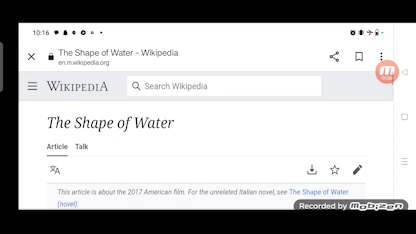 10:16
The Shape of Water - Wikipedia
en.m.wikipedia.org
WIKIPEDIA
Search Wikipedia
The Shape of Water
Article Talk
This article is about the 2017 American film. For the unrelated Italian novel, see The Shape of Water
(novel).
Recorded by Mobizen